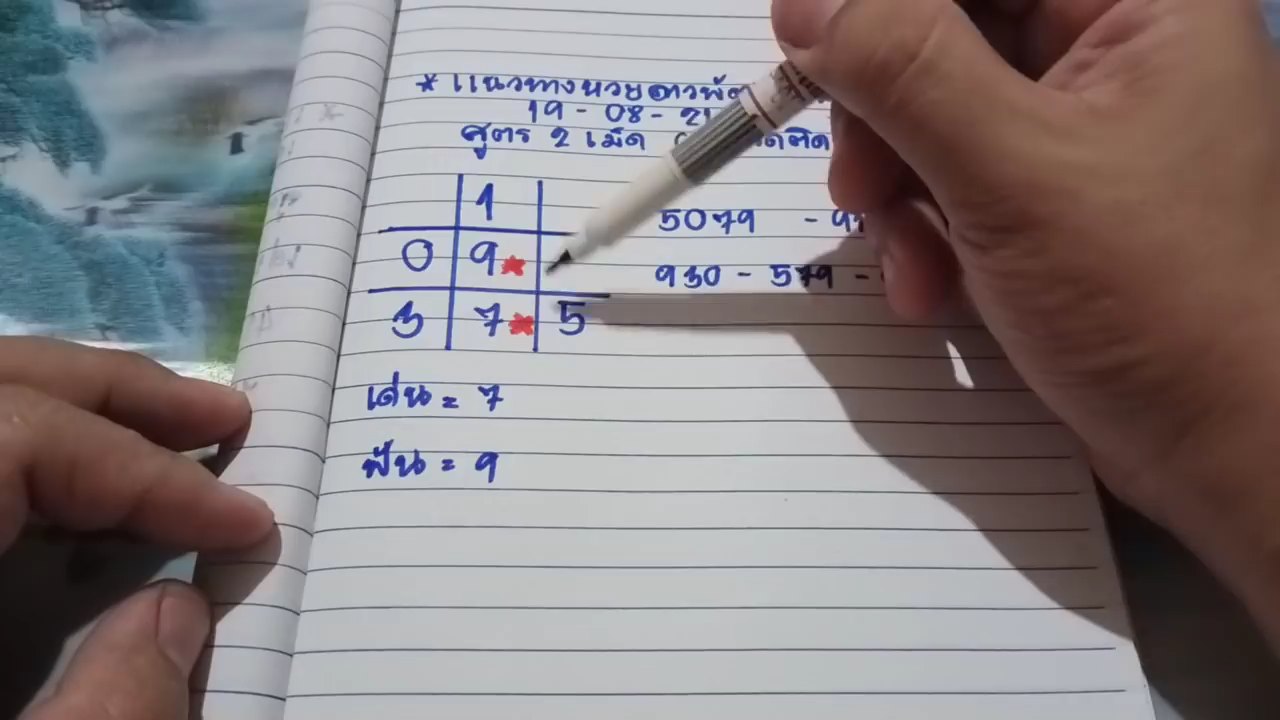 * แนวทางหวยลาวพัฒ
19 - 08 - 21
สูตร 2 เม็ด
1
0 9*
3 7* 5
5079 - 97
930 - 579 -
เด่น = 7
ฟัน = 9